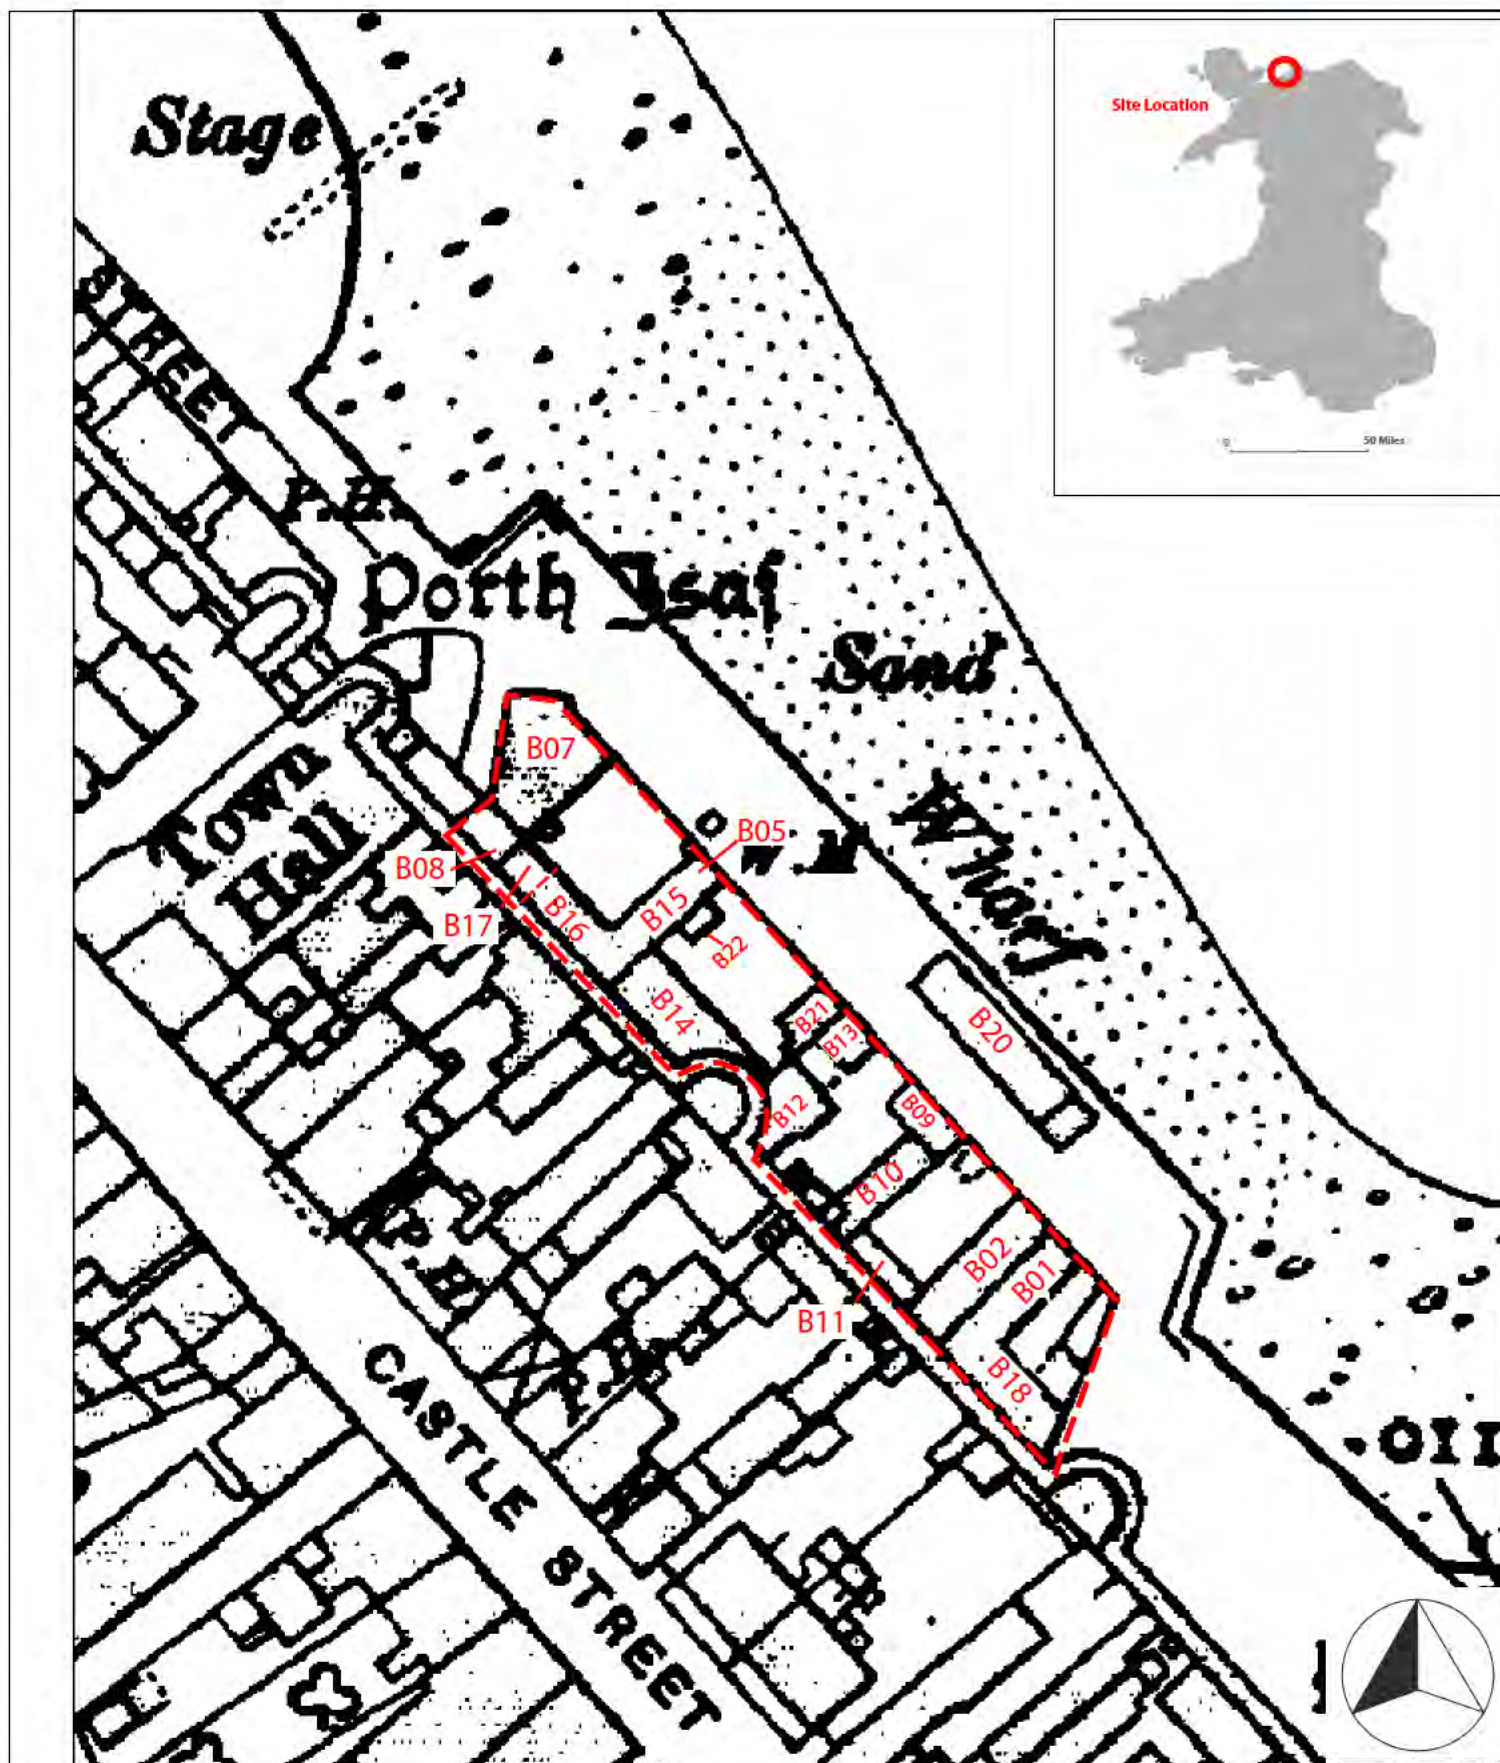 Stage
Site Location
0
50 Miles
STREET
P.H.
Porth Isaf
Sand
Town
Hall
B07
B05
W.M
Wharf
B08
B17
B16
B15
B22
B14
B21
B13
B20
B12
B09
B10
B02
B01
B11
B18
P.H.
CASTLE STREET